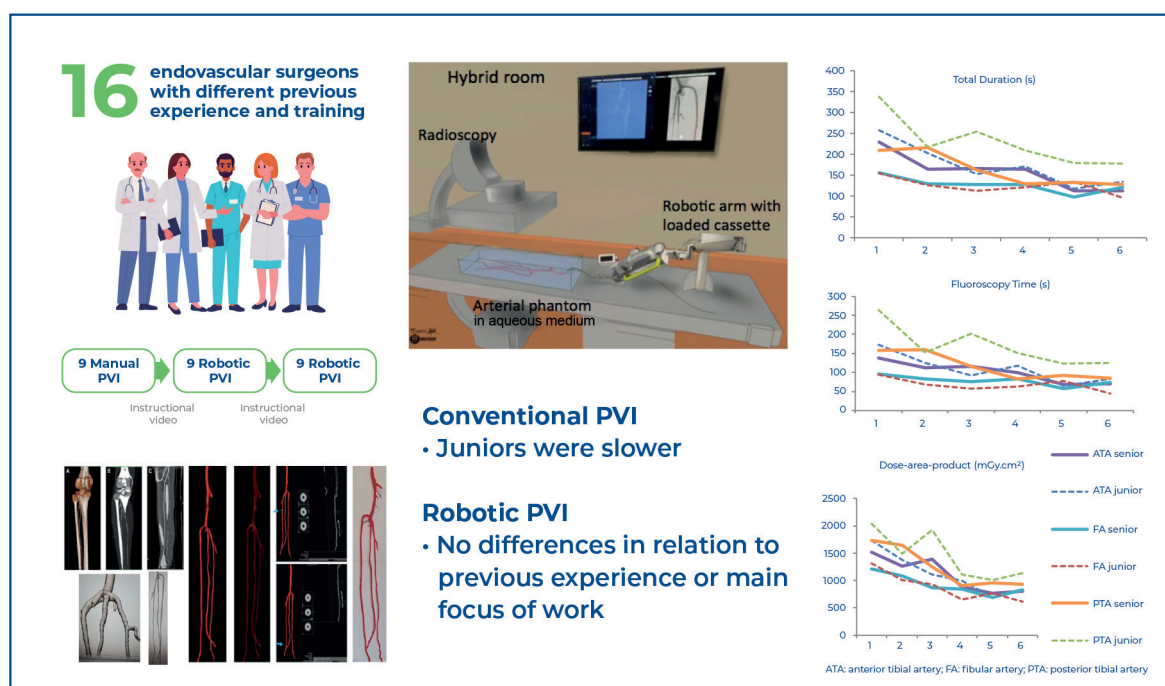 16
endovascular surgeons
with different previous
experience and training
9 Manual
PVI
9 Robotic
PVI
9 Robotic
PVI
Instructional
video
Instructional
video
A
B
C
Hybrid room
Radioscopy
Robotic arm with
loaded cassette
Arterial phantom
in aqueous medium
Conventional PVI
• Juniors were slower
Robotic PVI
• No differences in relation to
previous experience or main
focus of work
Total Duration (s)
400
350
300
250
200
150
100
50
0
1 2 3 4 5 6
Fluoroscopy Time (s)
300
250
200
150
100
50
0
1 2 3 4 5 6
Dose-area-product (mGy.cm²)
2500
2000
1500
1000
500
0
1 2 3 4 5 6
ATA senior
ATA junior
FA senior
FA junior
PTA senior
PTA junior
ATA: anterior tibial artery; FA: fibular artery; PTA: posterior tibial artery